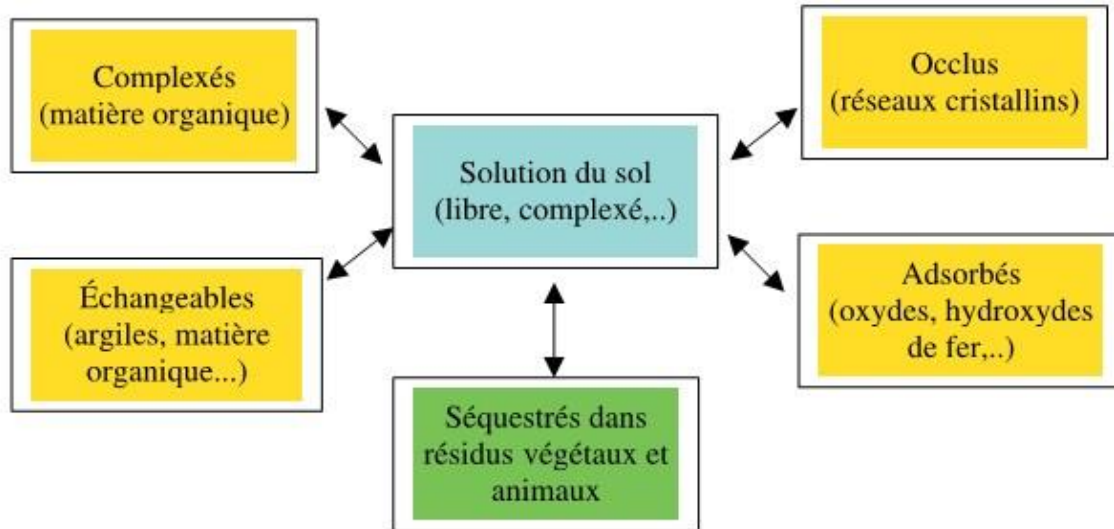 Complexés
(matière organique)
Occlus
(réseaux cristallins)
Solution du sol
(libre, complexé,..)
Échangeables
(argiles, matière
organique...)
Adsorbés
(oxydes, hydroxydes
de fer,..)
Séquestrés dans
résidus végétaux et
animaux